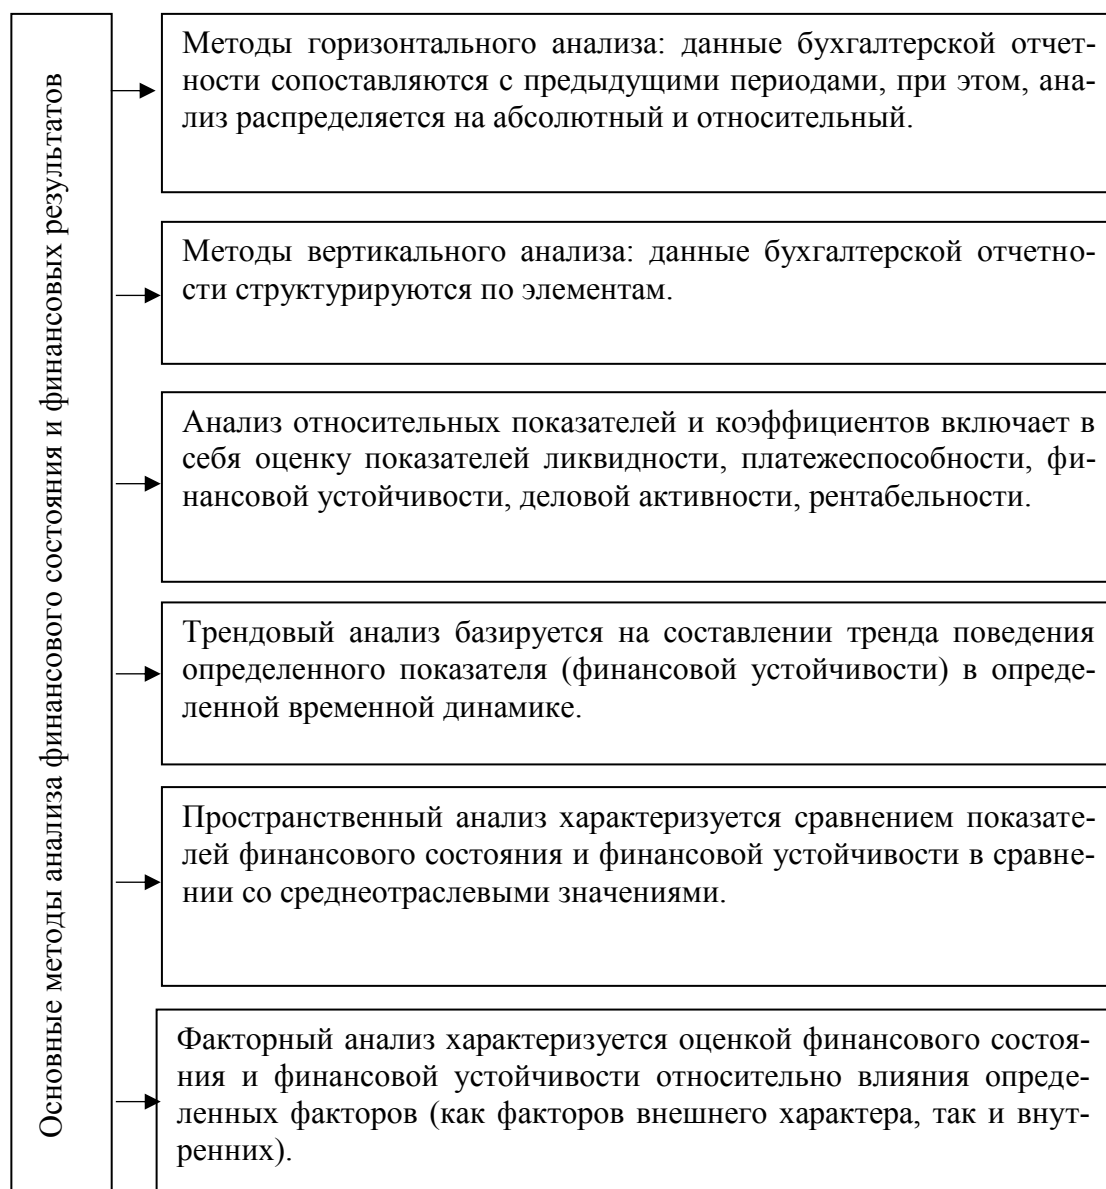 Основные методы анализа финансового состояния и финансовых результатов
Методы горизонтального анализа: данные бухгалтерской отчет-
ности сопоставляются с предыдущими периодами, при этом, ана-
лиз распределяется на абсолютный и относительный.
Методы вертикального анализа: данные бухгалтерской отчетно-
сти структурируются по элементам.
Анализ относительных показателей и коэффициентов включает в
себя оценку показателей ликвидности, платежеспособности, фи-
нансовой устойчивости, деловой активности, рентабельности.
Трендовый анализ базируется на составлении тренда поведения
определенного показателя (финансовой устойчивости) в опреде-
ленной временной динамике.
Пространственный анализ характеризуется сравнением показате-
лей финансового состояния и финансовой устойчивости в сравне-
нии со среднеотраслевыми значениями.
Факторный анализ характеризуется оценкой финансового состоя-
ния и финансовой устойчивости относительно влияния опреде-
ленных факторов (как факторов внешнего характера, так и внут-
ренних).